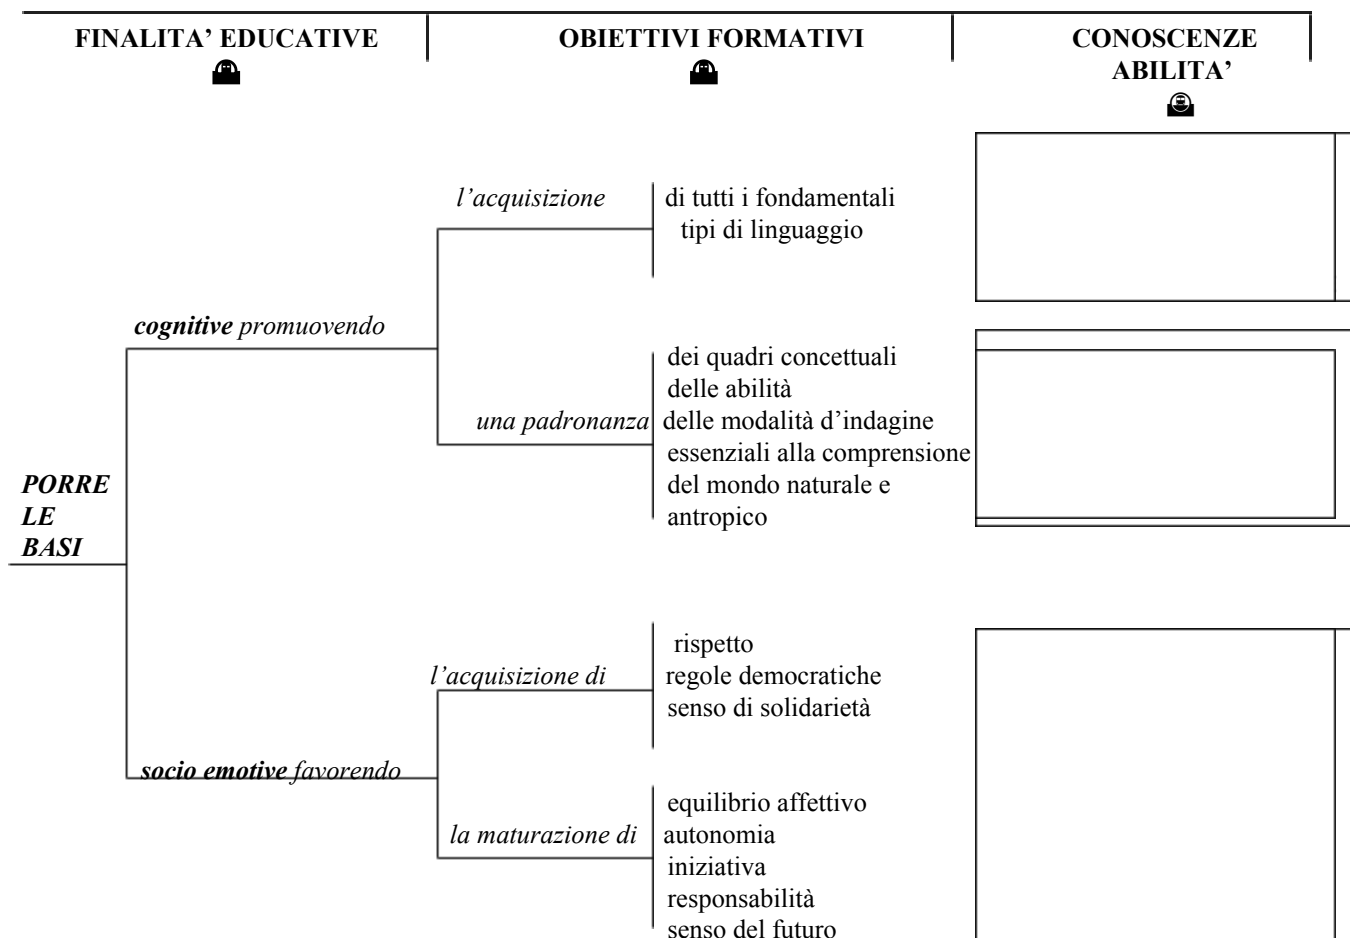 FINALITA’ EDUCATIVE
OBIETTIVI FORMATIVI
CONOSCENZE
ABILITA’
l’acquisizione
di tutti i fondamentali
tipi di linguaggio
cognitive promuovendo
dei quadri concettuali
delle abilità
una padronanza
delle modalità d’indagine
essenziali alla comprensione
del mondo naturale e
antropico
PORRE
LE
BASI
rispetto
l’acquisizione di
regole democratiche
senso di solidarietà
socio emotive favorendo
equilibrio affettivo
la maturazione di
autonomia
iniziativa
responsabilità
senso del futuro